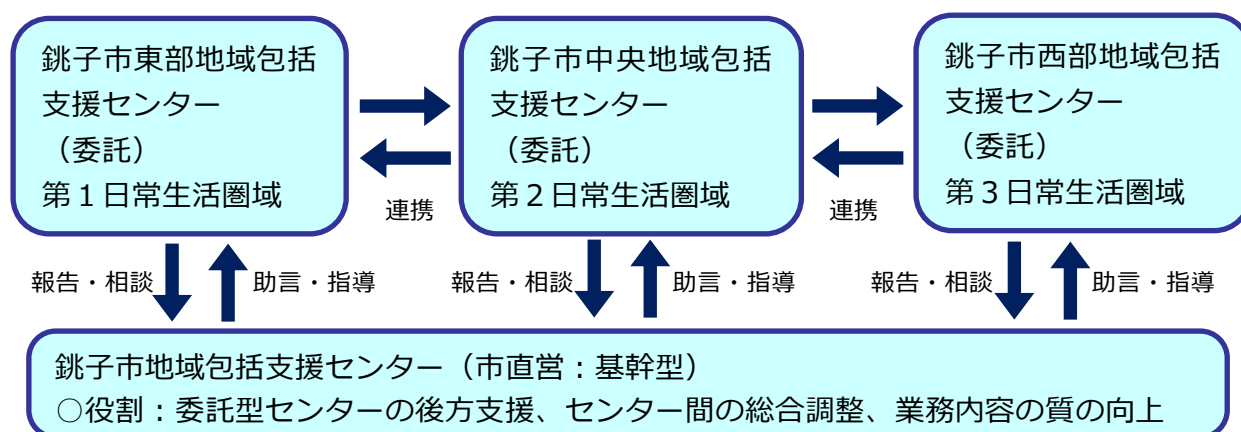 銚子市東部地域包括
支援センター
（委託）
第１日常生活圏域
銚子市中央地域包括
支援センター
（委託）
第２日常生活圏域
銚子市西部地域包括
支援センター
（委託）
第３日常生活圏域
連携
連携
報告・相談
助言・指導
報告・相談
助言・指導
報告・相談
助言・指導
銚子市地域包括支援センター（市直営：基幹型）
○役割：委託型センターの後方支援、センター間の総合調整、業務内容の質の向上